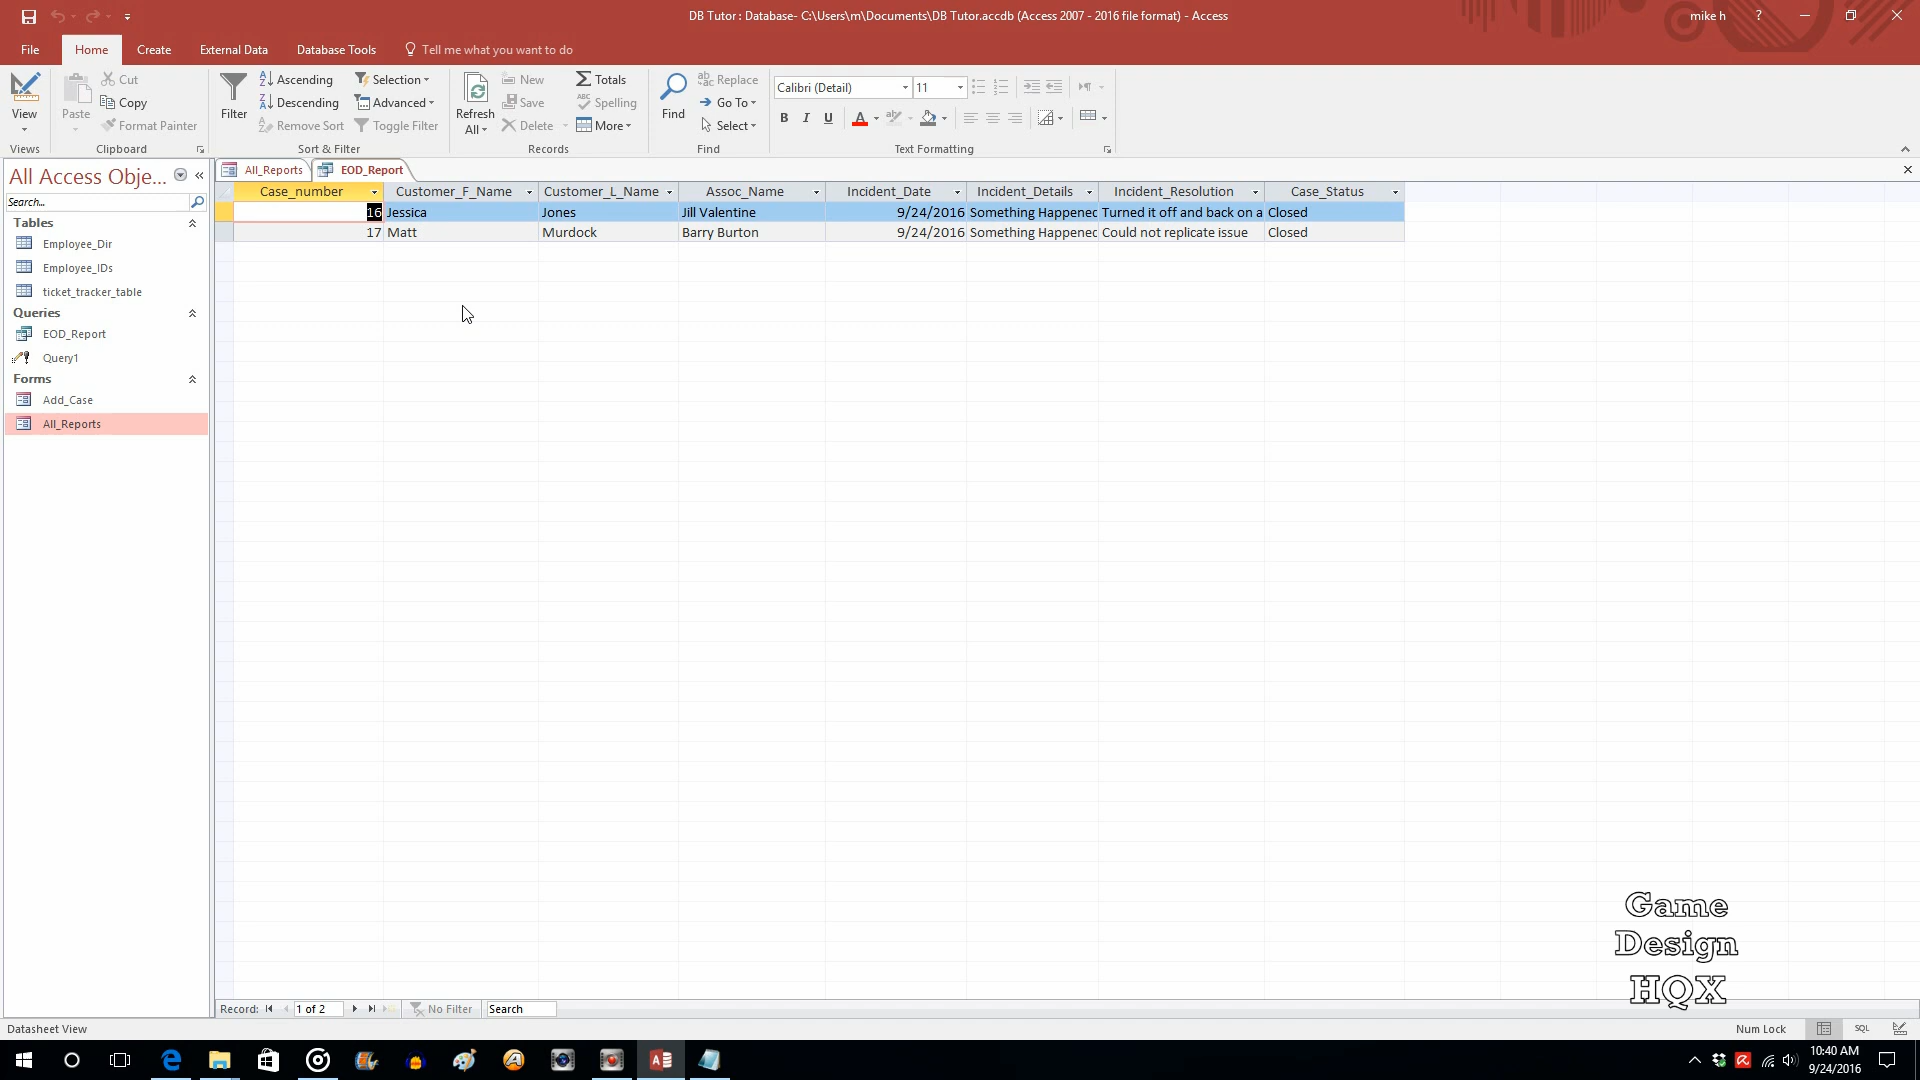 DB Tutor : Database- C:\Users\m\Documents\DB Tutor.accdb (Access 2007 - 2016 file format) - Access
mike h
?
File
Home
Create
External Data
Database Tools
Tell me what you want to do
View
Views
Paste
Cut
Copy
Format Painter
Clipboard
Filter
Ascending
Descending
Remove Sort
Selection
Advanced
Toggle Filter
Sort & Filter
Refresh
All
New
Save
Delete
Totals
Spelling
More
Records
Find
Replace
Go To
Select
Find
Calibri (Detail)
11
B I U
Text Formatting
All Access Obje...
Search...
Tables
Employee_Dir
Employee_IDs
ticket_tracker_table
Queries
EOD_Report
Query1
Forms
Add_Case
All_Reports
All_Reports
EOD_Report
Case_number Customer_F_Name Customer_L_Name Assoc_Name Incident_Date Incident_Details Incident_Resolution Case_Status
16 Jessica Jones Jill Valentine 9/24/2016 Something Happened Turned it off and back on a Closed
17 Matt Murdock Barry Burton 9/24/2016 Something Happened Could not replicate issue Closed
Game
Design
HQX
Record: 1 of 2 No Filter Search
Datasheet View
Num Lock
SQL
10:40 AM
9/24/2016